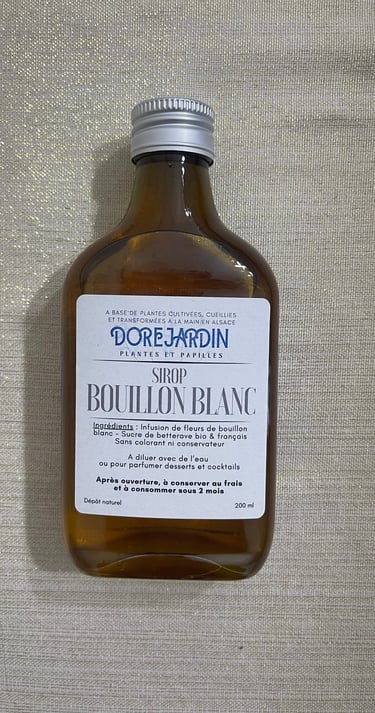 A BASE DE PLANTES CULTIVÉES, CUEILLIES
ET TRANSFORMÉES A LA MAIN EN ALSACE
DOREJARDIN
PLANTES ET PAPILLES
SIROP
BOUILLON BLANC
Ingrédients : Infusion de fleurs de bouillon
blanc - Sucre de betterave bio & français
Sans colorant ni conservateur
A diluer avec de l'eau
ou pour parfumer desserts et cocktails
Après ouverture, à conserver au frais
et à consommer sous 2 mois
Dépôt naturel
200 ml